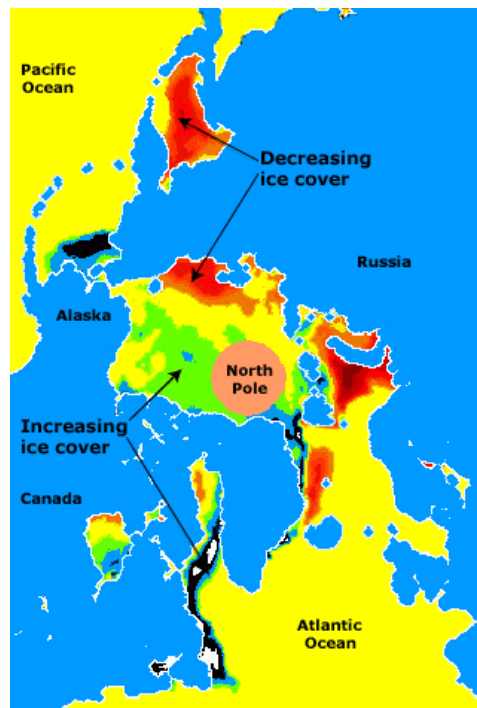 Pacific
Ocean
Decreasing
ice cover
Russia
Alaska
North
Pole
Increasing
ice cover
Canada
Atlantic
Ocean